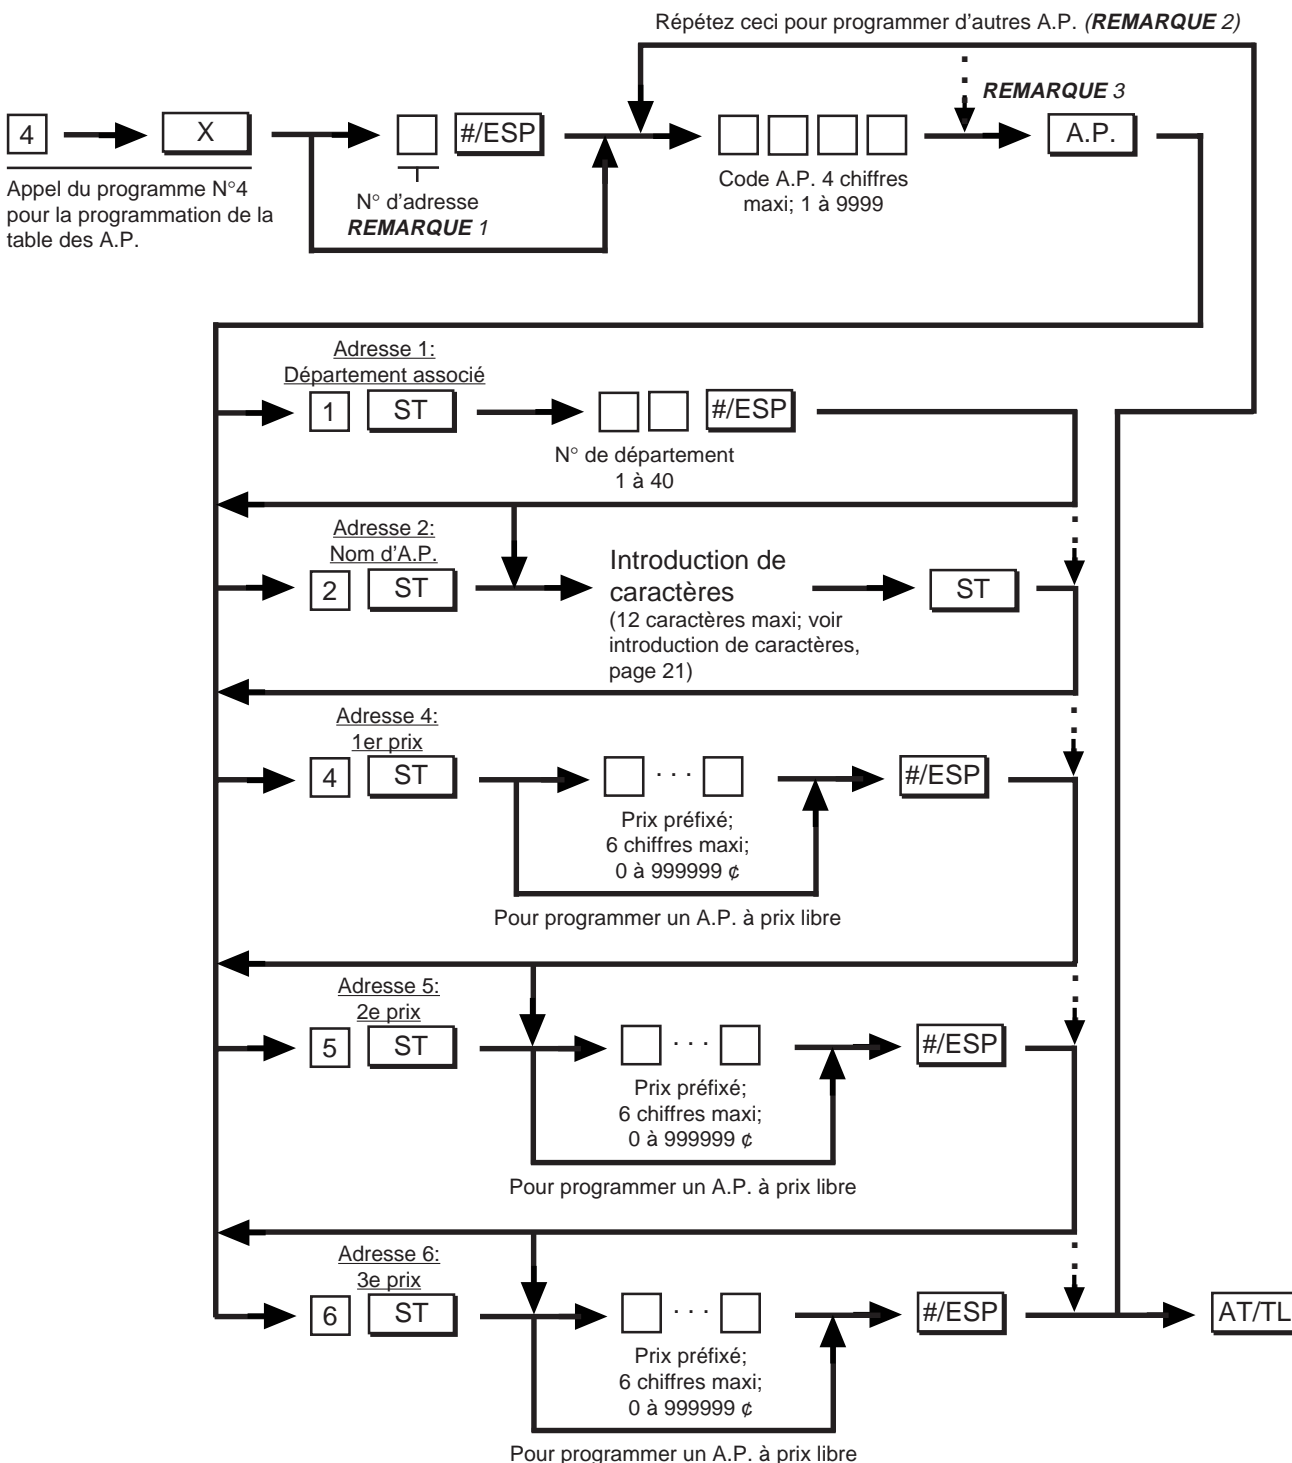 Répétez ceci pour programmer d'autres A.P. (REMARQUE 2)
REMARQUE 3
4 X #/ESP A.P.
Appel du programme N°4
pour la programmation de la
table des A.P.
N° d'adresse
REMARQUE 1
Code A.P. 4 chiffres
maxi; 1 à 9999
Adresse 1:
Département associé
1 ST #/ESP
N° de département
1 à 40
Adresse 2:
Nom d'A.P.
2 ST
Introduction de
caractères
(12 caractères maxi; voir
introduction de caractères,
page 21)
ST
Adresse 4:
1er prix
4 ST · · · #/ESP
Prix préfixé;
6 chiffres maxi;
0 à 999999 ¢
Pour programmer un A.P. à prix libre
Adresse 5:
2e prix
5 ST · · · #/ESP
Prix préfixé;
6 chiffres maxi;
0 à 999999 ¢
Pour programmer un A.P. à prix libre
Adresse 6:
3e prix
6 ST · · · #/ESP AT/TL
Prix préfixé;
6 chiffres maxi;
0 à 999999 ¢
Pour programmer un A.P. à prix libre